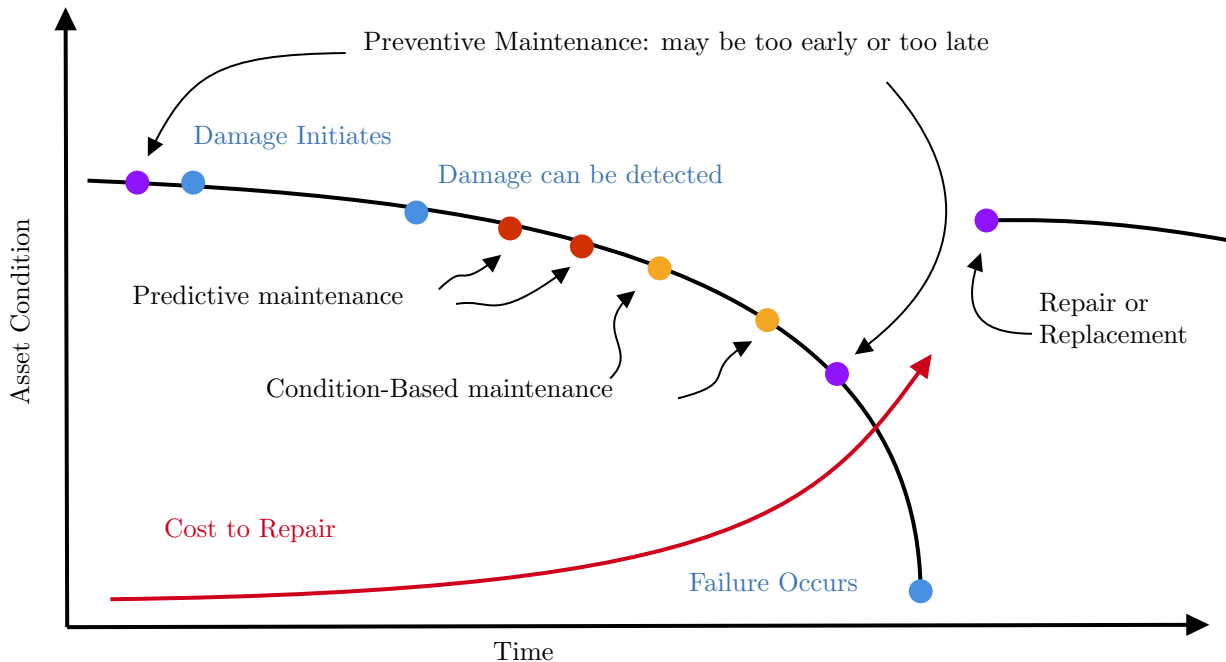 Preventive Maintenance: may be too early or too late
Damage Initiates
Damage can be detected
Predictive maintenance
Repair or
Replacement
Asset Condition
Condition-Based maintenance
Cost to Repair
Failure Occurs
Time